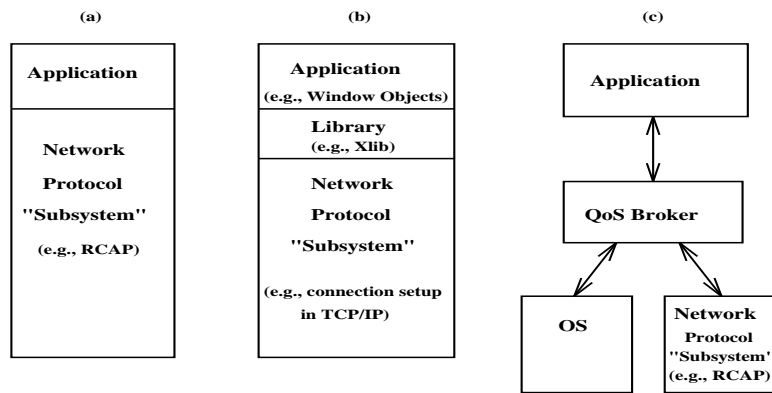 (a)
Application
Network
Protocol
"Subsystem"
(e.g., RCAP)
(b)
Application
(e.g., Window Objects)
Library
(e.g., Xlib)
Network
Protocol
"Subsystem"
(e.g., connection setup
in TCP/IP)
(c)
Application
QoS Broker
OS
Network
Protocol
"Subsystem"
(e.g., RCAP)